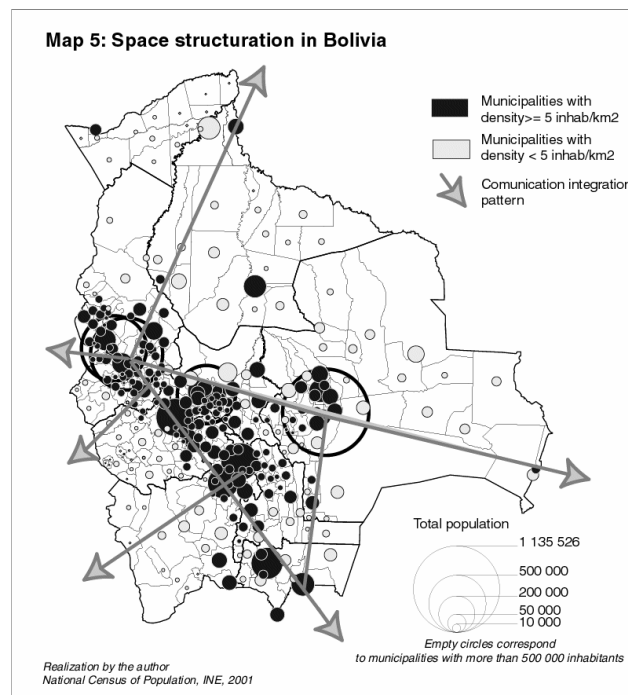 Map 5: Space structuration in Bolivia
Municipalities with
density>= 5 inhab/km2
Municipalities with
density < 5 inhab/km2
Comunication integration
pattern
Total population
1 135 526
500 000
200 000
50 000
10 000
Empty circles correspond
to municipalities with more than 500 000 inhabitants
Realization by the author
National Census of Population, INE, 2001